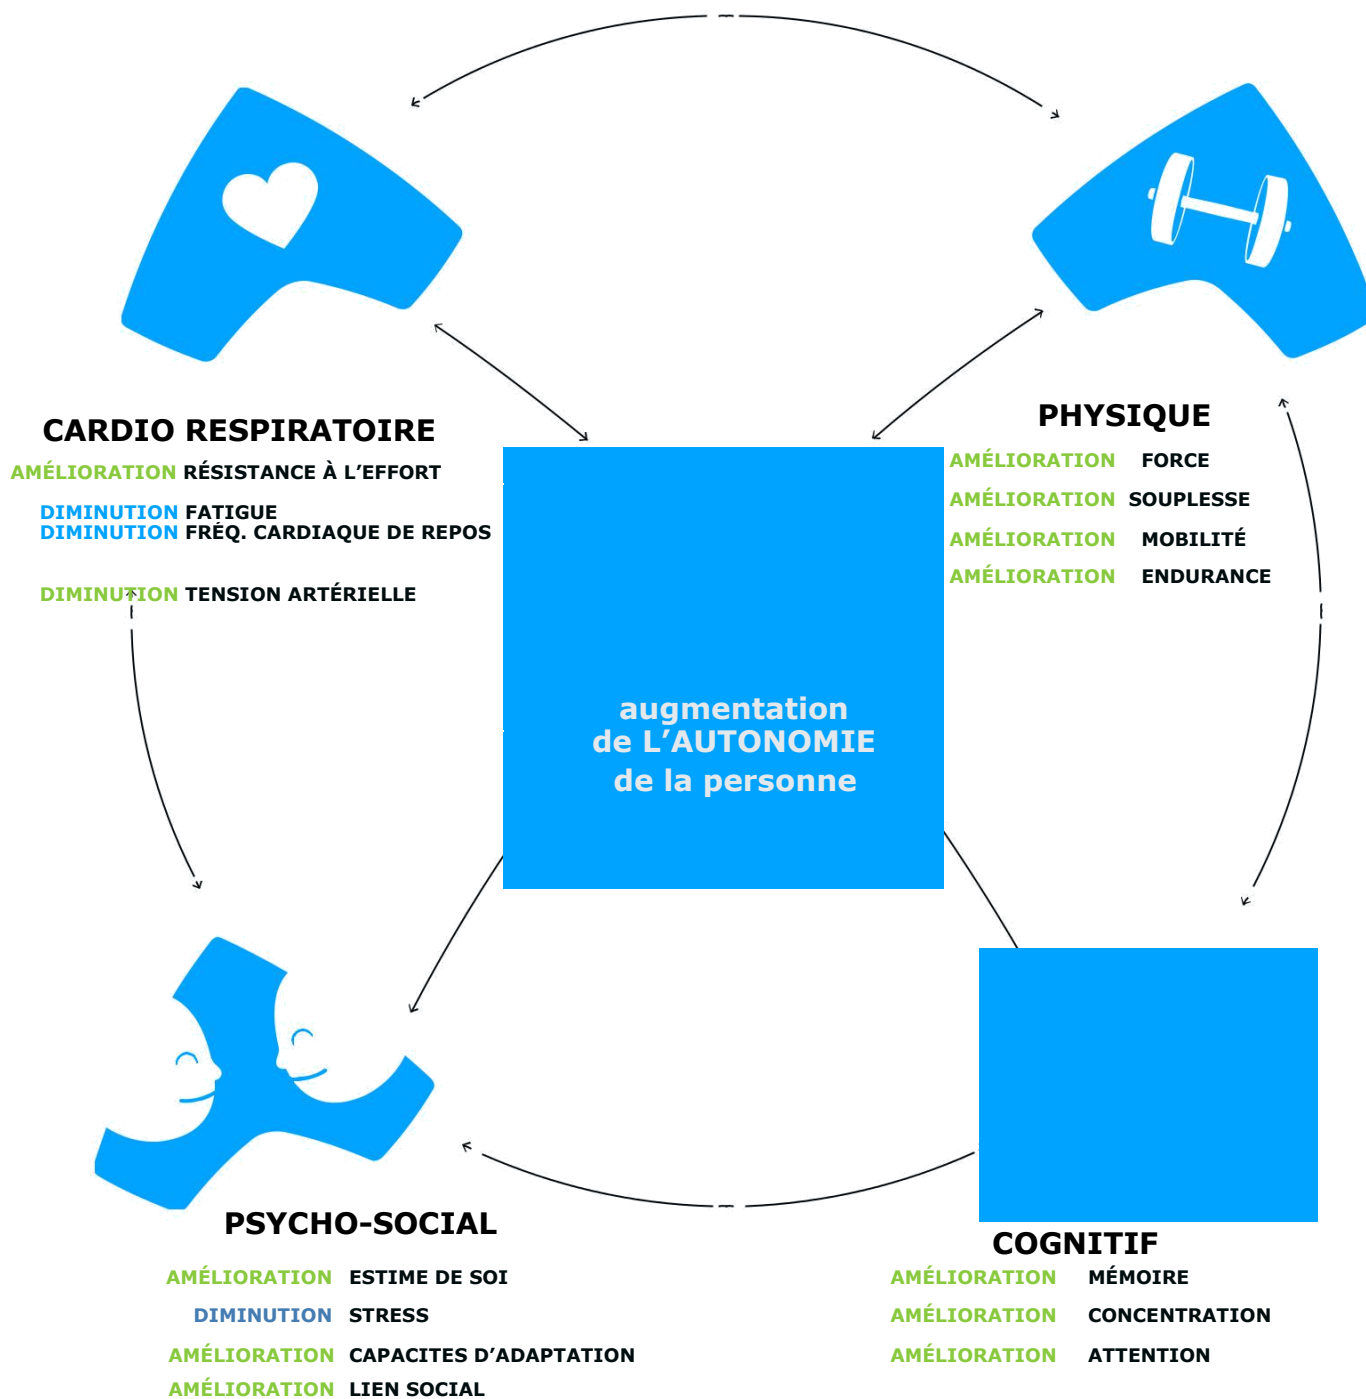 CARDIO RESPIRATOIRE
AMÉLIORATION RÉSISTANCE À L’EFFORT
DIMINUTION FATIGUE
DIMINUTION FRÉQ. CARDIAQUE DE REPOS
DIMINUTION TENSION ARTÉRIELLE
PHYSIQUE
AMÉLIORATION FORCE
AMÉLIORATION SOUPLESSE
AMÉLIORATION MOBILITÉ
AMÉLIORATION ENDURANCE
augmentation
de L’AUTONOMIE
de la personne
PSYCHO-SOCIAL
AMÉLIORATION ESTIME DE SOI
DIMINUTION STRESS
AMÉLIORATION CAPACITES D’ADAPTATION
AMÉLIORATION LIEN SOCIAL
COGNITIF
AMÉLIORATION MÉMOIRE
AMÉLIORATION CONCENTRATION
AMÉLIORATION ATTENTION